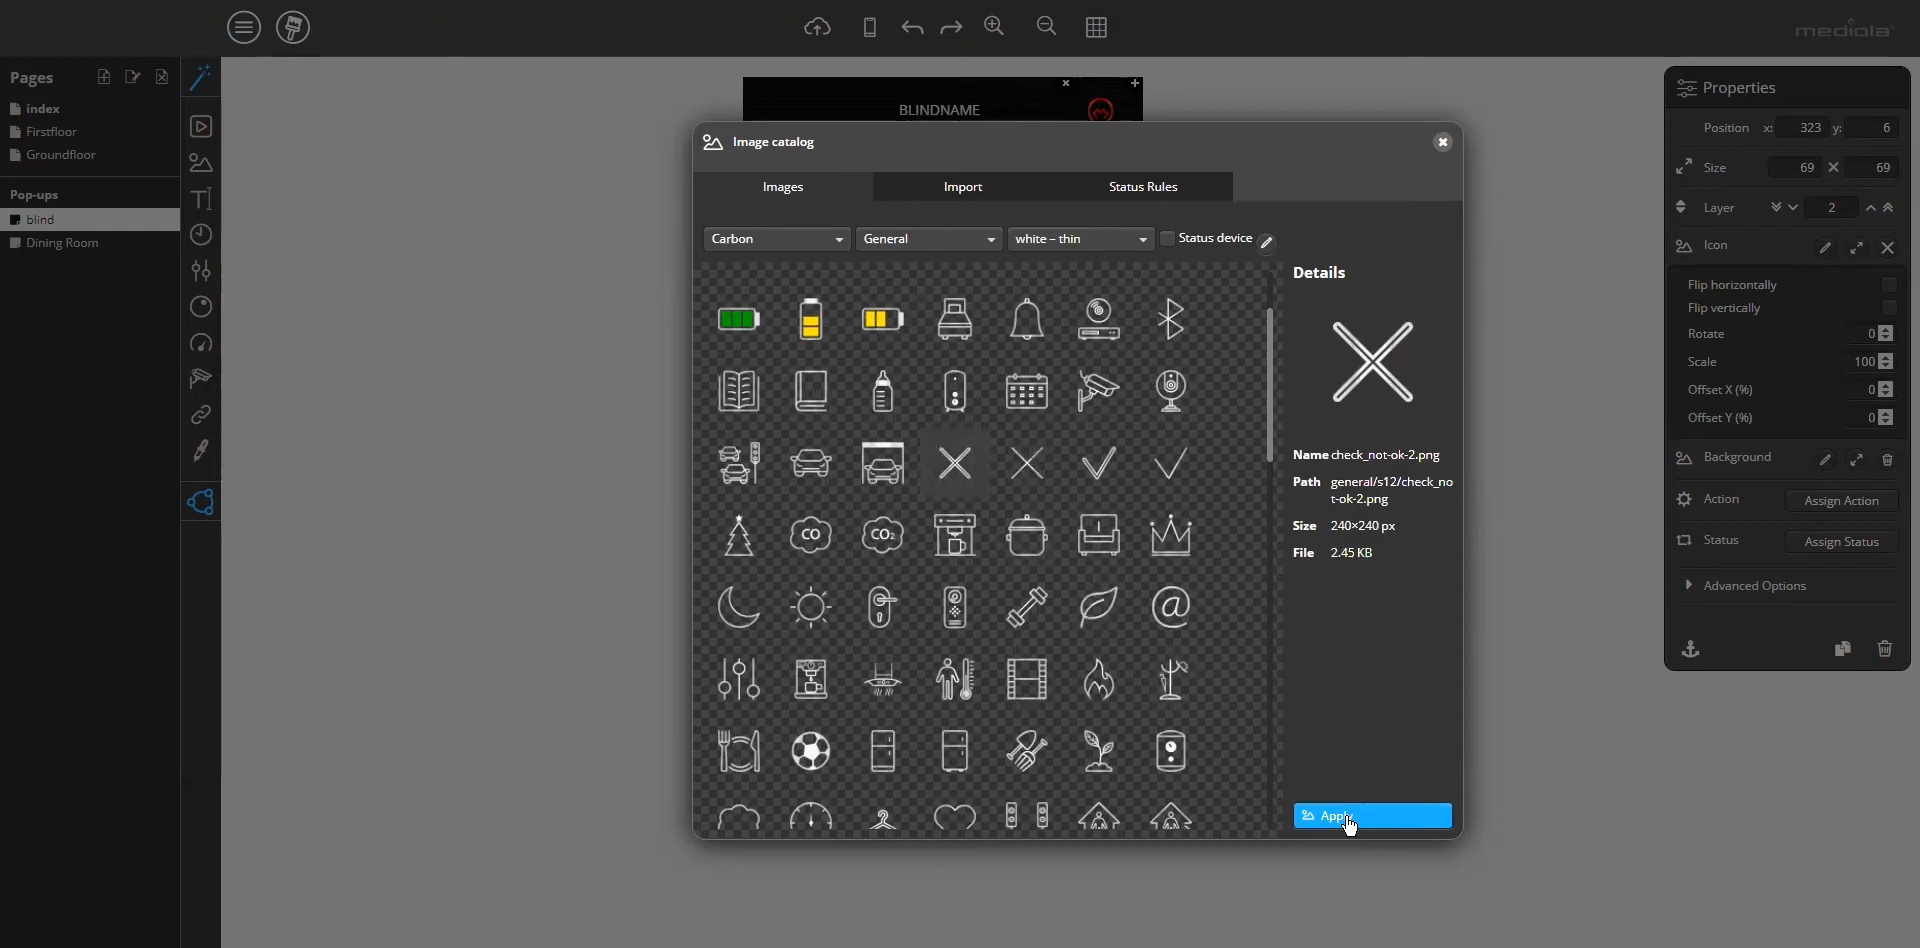 mediola
Pages
index
Firstfloor
Groundfloor
Pop-ups
blind
Dining Room
BLINDNAME
Image catalog
Images
Import
Status Rules
Carbon
General
white – thin
Status device
CO
CO2
@
Details
Name check_not-ok-2.png
Path general/s12/check_no
t-ok-2.png
Size 240×240 px
File 2.45 KB
Apply
Properties
Position x: 323 y: 6
Size 69 X 69
Layer 2
Icon
Flip horizontally
Flip vertically
Rotate 0
Scale 100
Offset X (%) 0
Offset Y (%) 0
Background
Action Assign Action
Status Assign Status
Advanced Options